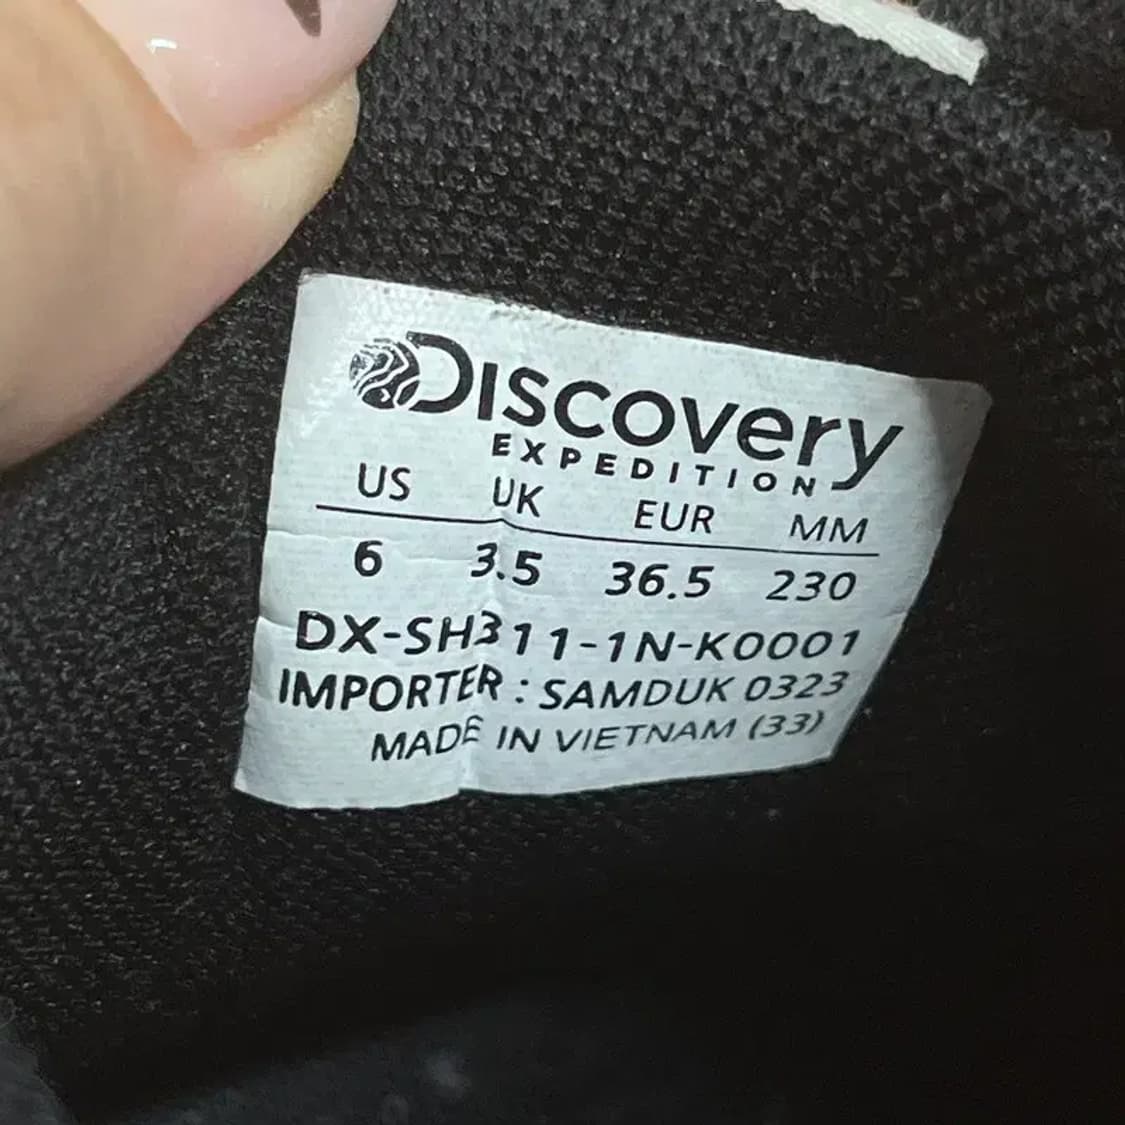 DISCOVERY
EXPEDITION
US UK EUR MM
6 3.5 36.5 230
DX-SH311-1N-K0001
IMPORTER : SAMDUK 0323
MADE IN VIETNAM (33)